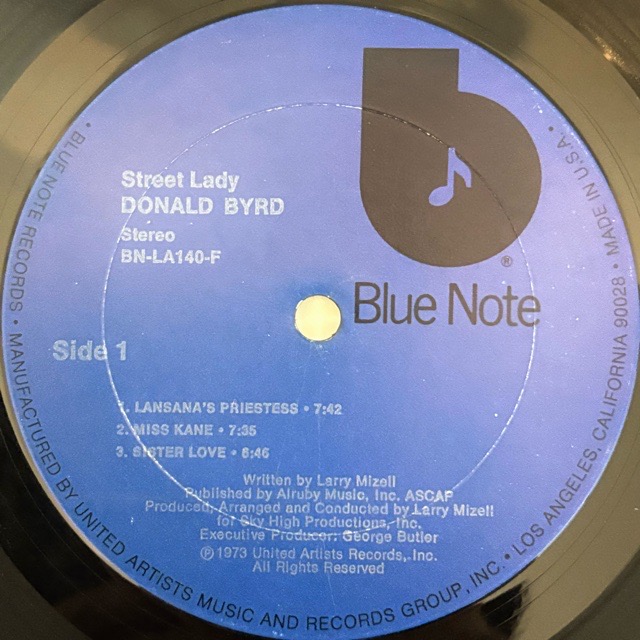 Street Lady
DONALD BYRD
Stereo
BN-LA140-F
®
Blue Note
Side 1
1. LANSANA'S PRIESTESS • 7:42
2. MISS KANE • 7:35
3. SISTER LOVE • 6:46
Written by Larry Mizell
Published by Alruby Music, Inc. ASCAP
Produced, Arranged and Conducted by Larry Mizell
for Sky High Productions, Inc.
Executive Producer: George Butler
℗1973 United Artists Records, Inc.
All Rights Reserved
• BLUE NOTE RECORDS • MANUFACTURED BY UNITED ARTISTS MUSIC AND RECORDS GROUP, INC. • LOS ANGELES, CALIFORNIA 90028 • MADE IN U.S.A. •